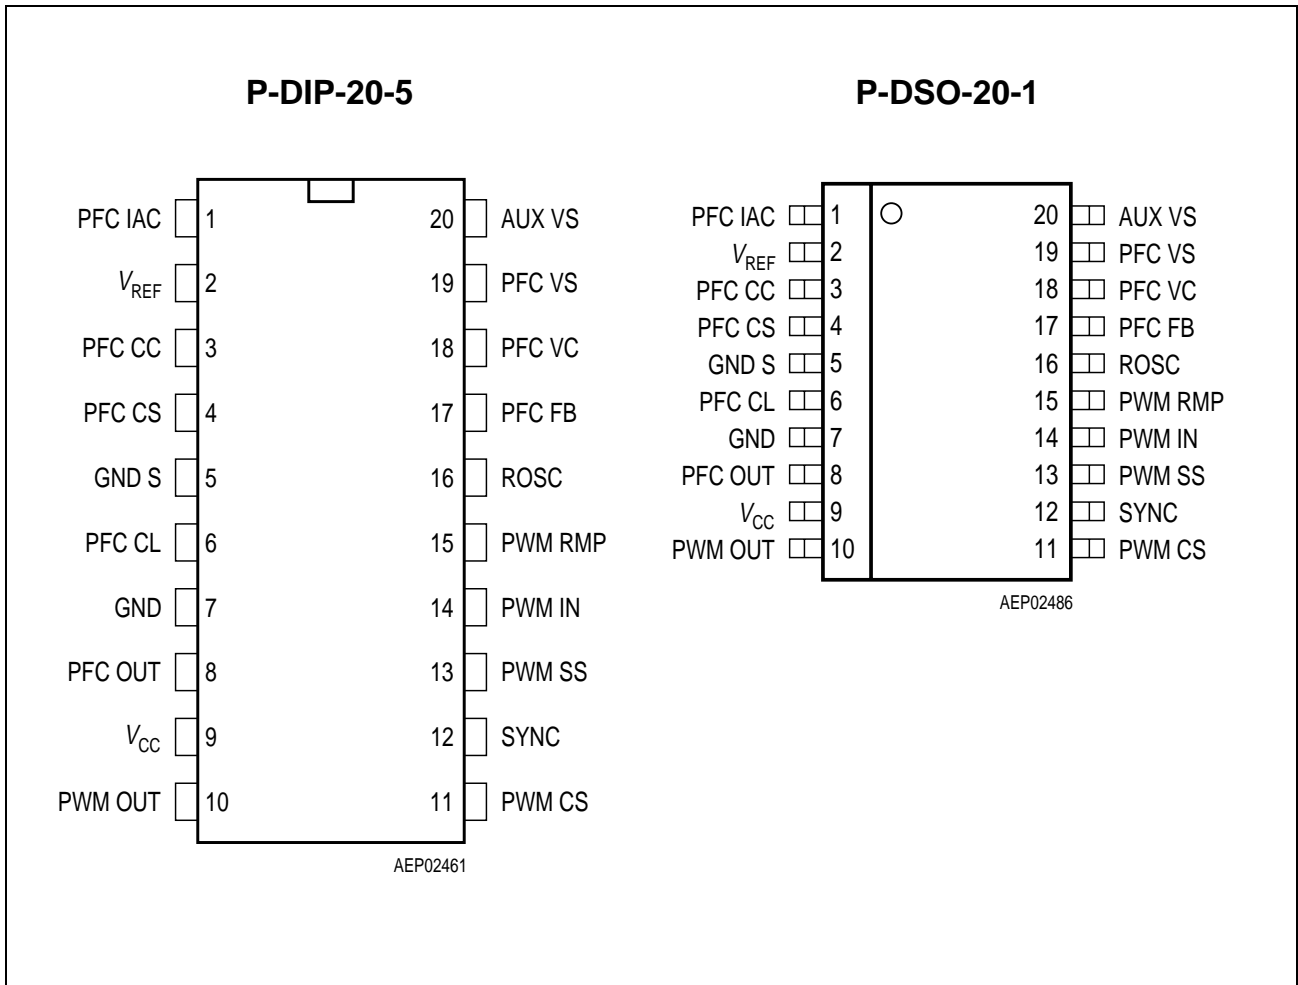 P-DIP-20-5
PFC IAC 1 20 AUX VS
VREF 2 19 PFC VS
PFC CC 3 18 PFC VC
PFC CS 4 17 PFC FB
GND S 5 16 ROSC
PFC CL 6 15 PWM RMP
GND 7 14 PWM IN
PFC OUT 8 13 PWM SS
VCC 9 12 SYNC
PWM OUT 10 11 PWM CS
AEP02461
P-DSO-20-1
PFC IAC 1 20 AUX VS
VREF 2 19 PFC VS
PFC CC 3 18 PFC VC
PFC CS 4 17 PFC FB
GND S 5 16 ROSC
PFC CL 6 15 PWM RMP
GND 7 14 PWM IN
PFC OUT 8 13 PWM SS
VCC 9 12 SYNC
PWM OUT 10 11 PWM CS
AEP02486